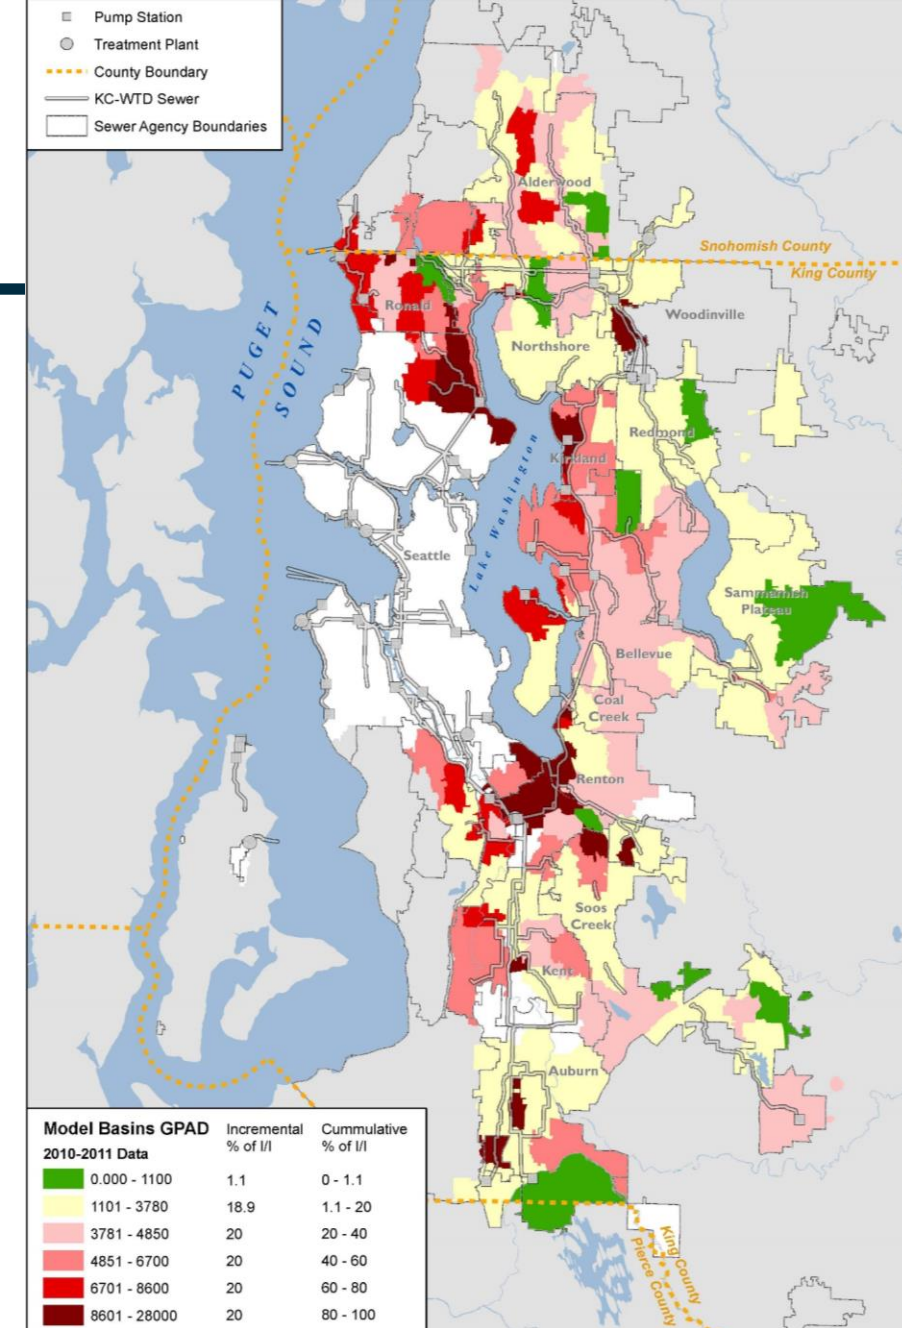 Pump Station
Treatment Plant
County Boundary
KC-WTD Sewer
Sewer Agency Boundaries
Alderwood
Snohomish County
King County
Ronald
Woodinville
PUGET
SOUND
Northshore
Redmond
Kirkland
Lake Washington
Seattle
Sammamish
Plateau
Bellevue
Coal
Creek
Renton
Soos
Creek
Kent
Auburn
King County
Pierce County
Model Basins GPAD Incremental Cummulative
2010-2011 Data % of I/I % of I/I
0.000 - 1100 1.1 0 - 1.1
1101 - 3780 18.9 1.1 - 20
3781 - 4850 20 20 - 40
4851 - 6700 20 40 - 60
6701 - 8600 20 60 - 80
8601 - 28000 20 80 - 100